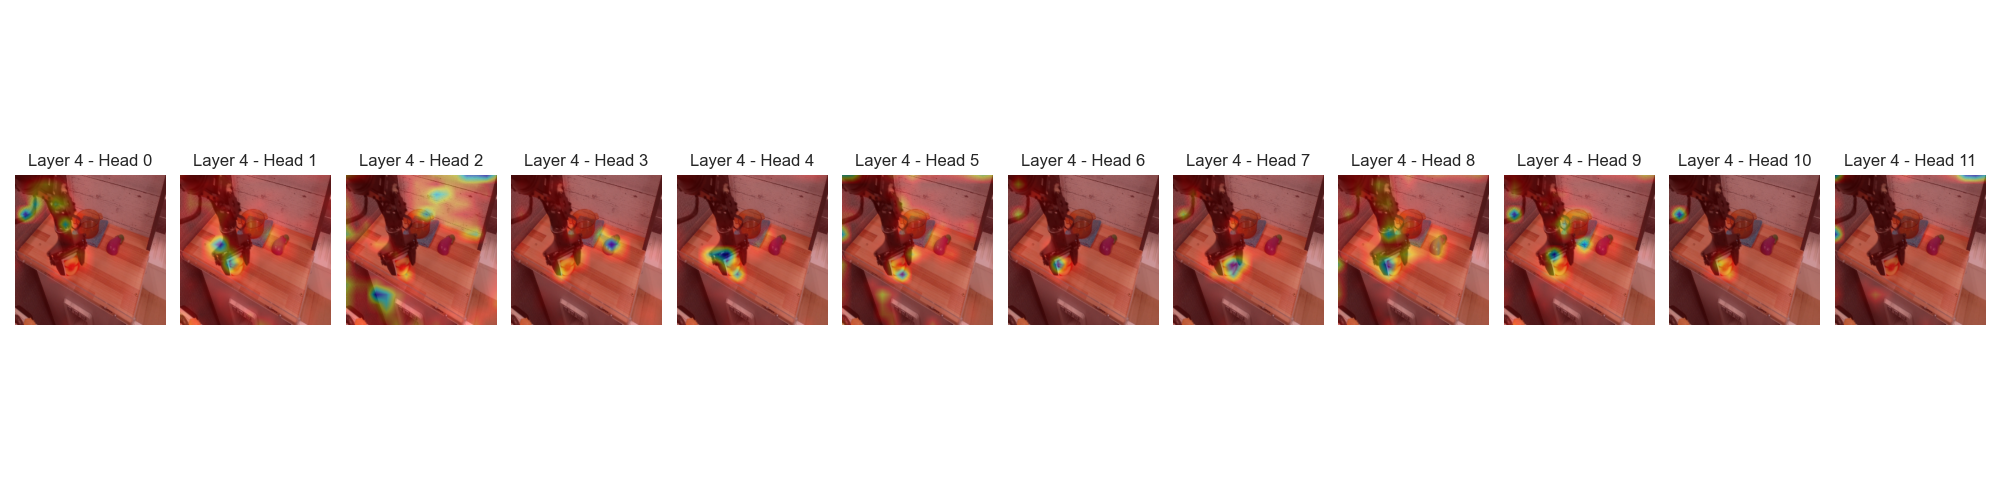 Layer 4 - Head 0
Layer 4 - Head 1
Layer 4 - Head 2
Layer 4 - Head 3
Layer 4 - Head 4
Layer 4 - Head 5
Layer 4 - Head 6
Layer 4 - Head 7
Layer 4 - Head 8
Layer 4 - Head 9
Layer 4 - Head 10
Layer 4 - Head 11